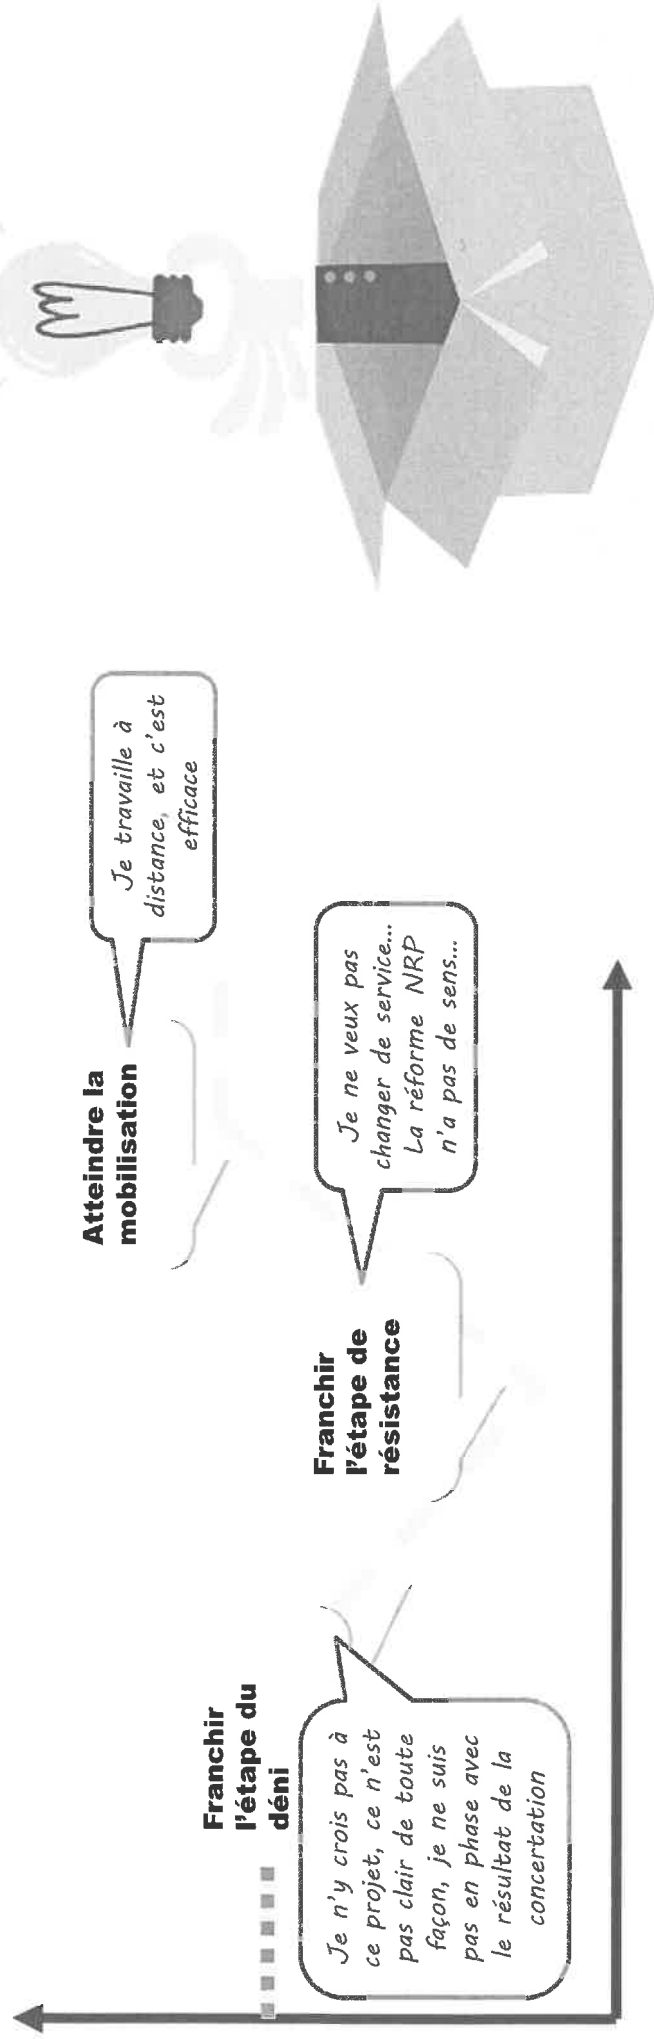 Franchir
l'étape du
déni
Je n'y crois pas à
ce projet, ce n'est
pas clair de toute
façon, je ne suis
pas en phase avec
le résultat de la
concertation
Franchir
l'étape de
résistance
Je ne veux pas
changer de service...
La réforme NRP
n'a pas de sens...
Atteindre la
mobilisation
Je travaille à
distance, et c'est
efficace